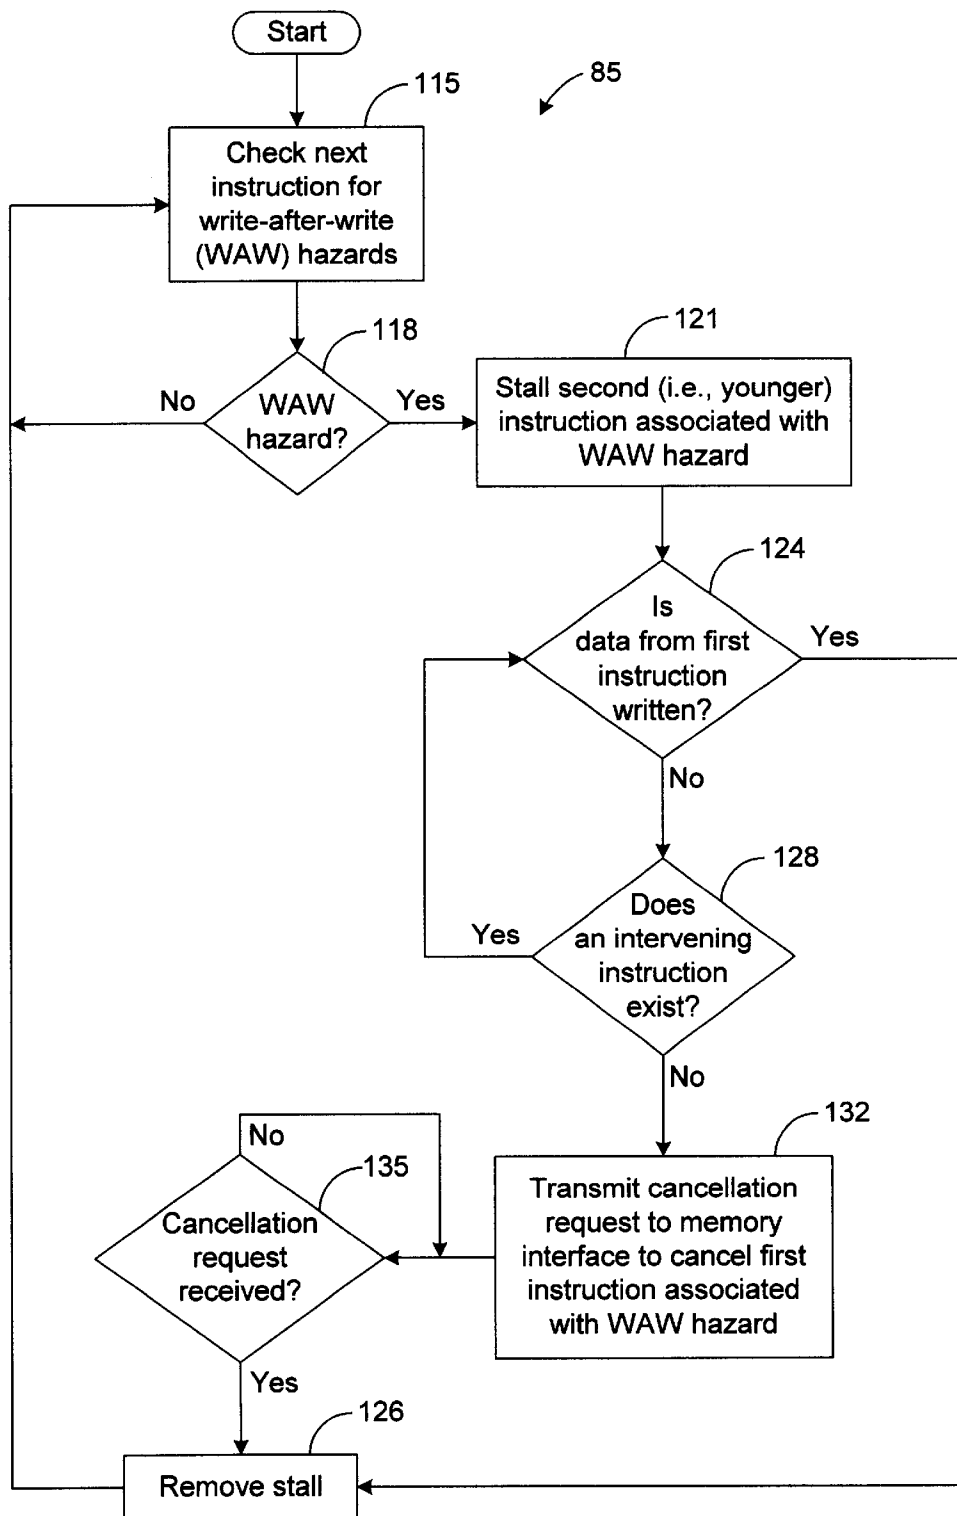 Start
85
115
Check next
instruction for
write-after-write
(WAW) hazards
118
WAW
hazard?
No
Yes
121
Stall second (i.e., younger)
instruction associated with
WAW hazard
124
Is
data from first
instruction
written?
Yes
No
128
Does
an intervening
instruction
exist?
Yes
No
132
Transmit cancellation
request to memory
interface to cancel first
instruction associated
with WAW hazard
No
135
Cancellation
request
received?
Yes
126
Remove stall